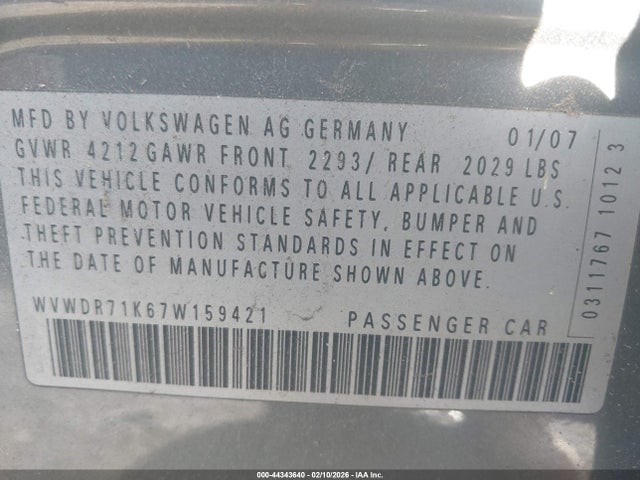 MFD BY VOLKSWAGEN AG GERMANY 01/07
GVWR 4212 GAWR FRONT 2293/ REAR 2029 LBS
THIS VEHICLE CONFORMS TO ALL APPLICABLE U.S.
FEDERAL MOTOR VEHICLE SAFETY, BUMPER AND
THEFT PREVENTION STANDARDS IN EFFECT ON
THE DATE OF MANUFACTURE SHOWN ABOVE.
WVWDR71K67W159421 PASSENGER CAR
0311767 10123
000-44343640 - 02/10/2026 - IAA Inc.